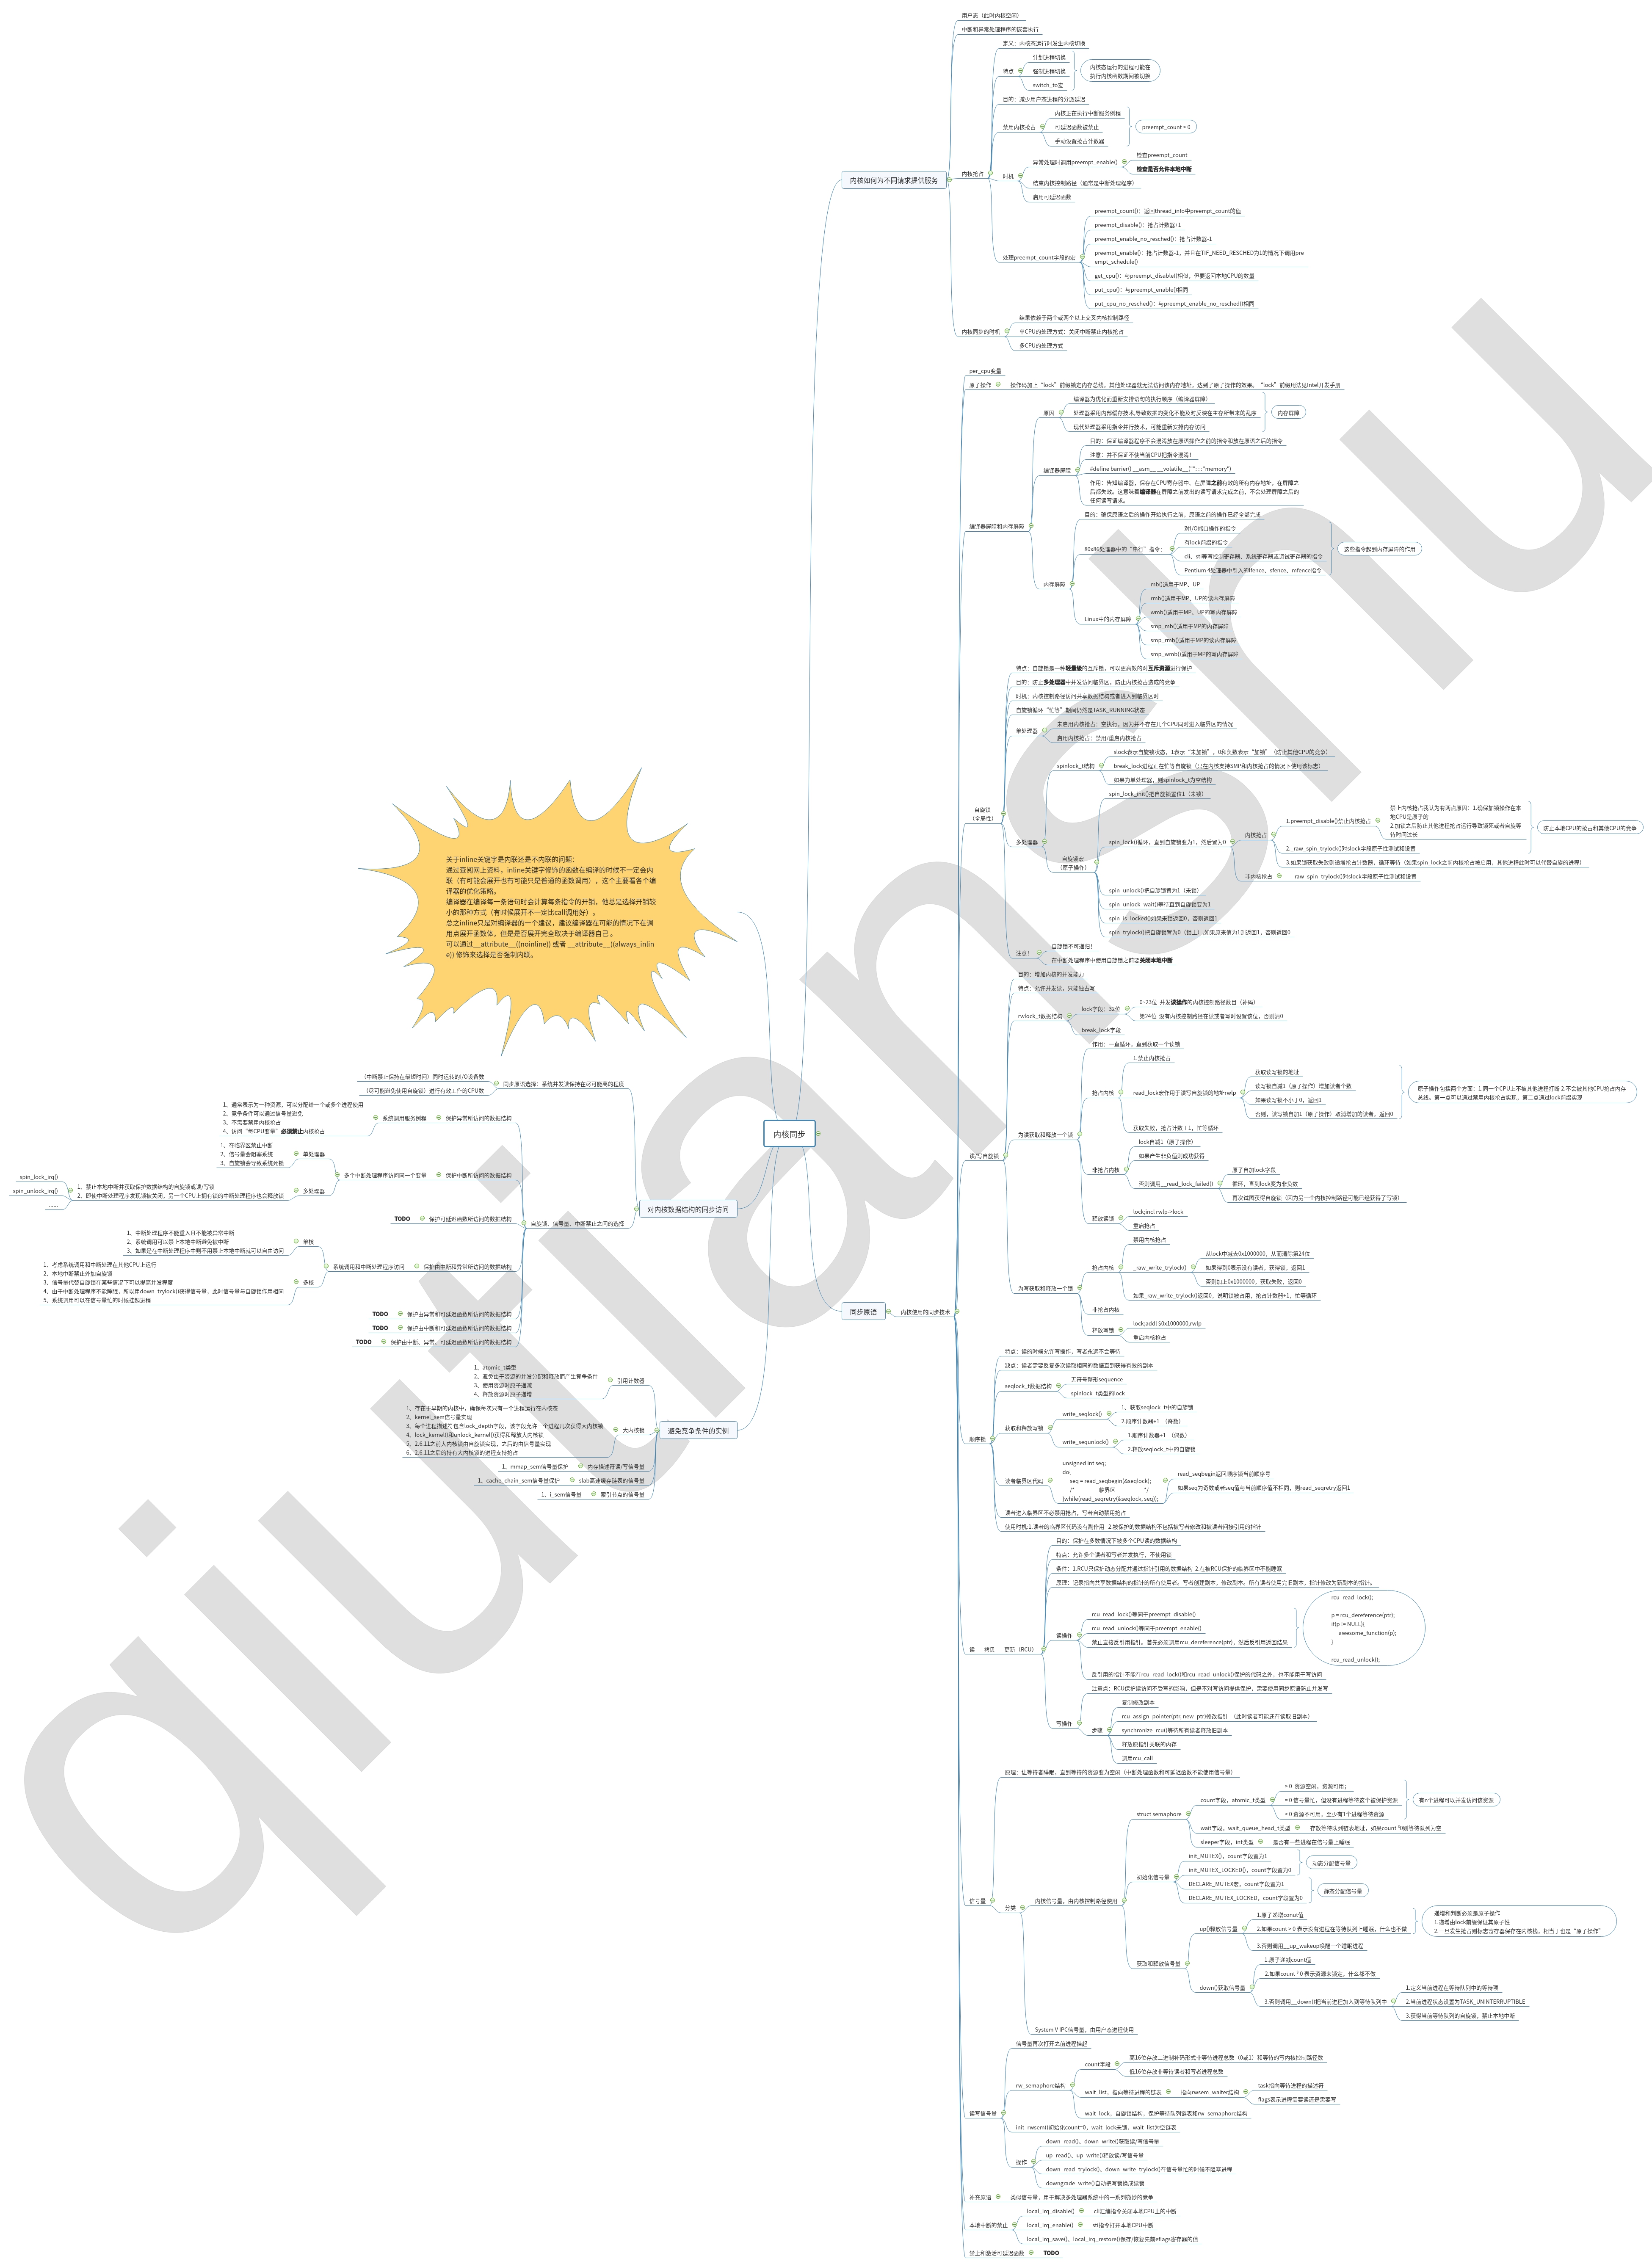 内核同步
内核如何为不同请求提供服务
用户态（此时内核空闲）
中断和异常处理程序的嵌套执行
内核抢占
定义：内核态运行时发生内核切换
特点
计划进程切换
强制进程切换
switch_to宏
内核态运行的进程可能在
执行内核函数期间被切换
目的：减少用户态进程的分派延迟
禁用内核抢占
内核正在执行中断服务例程
可延迟函数被禁止
手动设置抢占计数器
preempt_count > 0
时机
异常处理时调用preempt_enable()
检查preempt_count
检查是否允许本地中断
结束内核控制路径（通常是中断处理程序）
启用可延迟函数
处理preempt_count字段的宏
preempt_count()：返回thread_info中preempt_count的值
preempt_disable()：抢占计数器+1
preempt_enable_no_resched()：抢占计数器-1
preempt_enable()：抢占计数器-1，并且在TIF_NEED_RESCHED为1的情况下调用pre
empt_schedule()
get_cpu()：与preempt_disable()相似，但要返回本地CPU的数量
put_cpu()：与preempt_enable()相同
put_cpu_no_resched()：与preempt_enable_no_resched()相同
内核同步的时机
结果依赖于两个或两个以上交叉内核控制路径
单CPU的处理方式：关闭中断禁止内核抢占
多CPU的处理方式
同步原语
内核使用的同步技术
per_cpu变量
原子操作
操作码加上“lock”前缀锁定内存总线，其他处理器就无法访问该内存地址，达到了原子操作的效果。“lock”前缀用法见Intel开发手册
编译器屏障和内存屏障
原因
编译器为优化而重新安排语句的执行顺序（编译器屏障）
处理器采用内部缓存技术,导致数据的变化不能及时反映在主存所带来的乱序
现代处理器采用指令并行技术，可能重新安排内存访问
内存屏障
编译器屏障
目的：保证编译器程序不会混淆放在原语操作之前的指令和放在原语之后的指令
注意：并不保证不使当前CPU把指令混淆！
#define barrier() __asm__ __volatile__("": : :"memory")
作用：告知编译器，保存在CPU寄存器中、在屏障之前有效的所有内存地址，在屏障之
后都失效。这意味着编译器在屏障之前发出的读写请求完成之前，不会处理屏障之后的
任何读写请求。
内存屏障
目的：确保原语之后的操作开始执行之前，原语之前的操作已经全部完成
80x86处理器中的“串行”指令：
对I/O端口操作的指令
有lock前缀的指令
cli、sti等写控制寄存器、系统寄存器或调试寄存器的指令
Pentium 4处理器中引入的lfence、sfence、mfence指令
这些指令起到内存屏障的作用
Linux中的内存屏障
mb()适用于MP、UP
rmb()适用于MP、UP的读内存屏障
wmb()适用于MP、UP的写内存屏障
smp_mb()适用于MP的内存屏障
smp_rmb()适用于MP的读内存屏障
smp_wmb()适用于MP的写内存屏障
自旋锁
（全局性）
特点：自旋锁是一种轻量级的互斥锁，可以更高效的对互斥资源进行保护
目的：防止多处理器中并发访问临界区，防止内核抢占造成的竞争
时机：内核控制路径访问共享数据结构或者进入到临界区时
自旋锁循环“忙等”期间仍然是TASK_RUNNING状态
单处理器
未启用内核抢占：空执行，因为并不存在几个CPU同时进入临界区的情况
启用内核抢占：禁用/重启内核抢占
多处理器
spinlock_t结构
slock表示自旋锁状态，1表示“未加锁”，0和负数表示“加锁”（防止其他CPU的竞争）
break_lock进程正在忙等自旋锁（只在内核支持SMP和内核抢占的情况下使用该标志）
如果为单处理器，则spinlock_t为空结构
自旋锁宏
（原子操作）
spin_lock_init()把自旋锁置位1（未锁）
spin_lock()循环，直到自旋锁变为1，然后置为0
内核抢占
1.preempt_disable()禁止内核抢占
禁止内核抢占我认为有两点原因：1.确保加锁操作在本
地CPU是原子的
2.加锁之后防止其他进程抢占运行导致锁死或者自旋等
待时间过长
2._raw_spin_trylock()对slock字段原子性测试和设置
3.如果锁获取失败则递增抢占计数器，循环等待（如果spin_lock之前内核抢占被启用，其他进程此时可以代替自旋的进程）
防止本地CPU的抢占和其他CPU的竞争
非内核抢占
_raw_spin_trylock()对slock字段原子性测试和设置
spin_unlock()把自旋锁置为1（未锁）
spin_unlock_wait()等待直到自旋锁变为1
spin_is_locked()如果未锁返回0，否则返回1
spin_trylock()把自旋锁置为0（锁上）.如果原来值为1则返回1，否则返回0
注意！
自旋锁不可递归！
在中断处理程序中使用自旋锁之前要关闭本地中断
读/写自旋锁
目的：增加内核的并发能力
特点：允许并发读，只能独占写
rwlock_t数据结构
lock字段：32位
0~23位 并发读操作的内核控制路径数目（补码）
第24位 没有内核控制路径在读或者写时设置该位，否则清0
break_lock字段
为读获取和释放一个锁
作用：一直循环，直到获取一个读锁
抢占内核
1.禁止内核抢占
read_lock宏作用于读写自旋锁的地址rwlp
获取读写锁的地址
读写锁自减1（原子操作）增加读者个数
如果读写锁不小于0，返回1
否则，读写锁自加1（原子操作）取消增加的读者，返回0
原子操作包括两个方面：1.同一个CPU上不被其他进程打断 2.不会被其他CPU抢占内存
总线。第一点可以通过禁用内核抢占实现，第二点通过lock前缀实现
获取失败，抢占计数＋1，忙等循环
非抢占内核
lock自减1（原子操作）
如果产生非负值则成功获得
否则调用__read_lock_failed()
原子自加lock字段
循环，直到lock变为非负数
再次试图获得自旋锁（因为另一个内核控制路径可能已经获得了写锁）
释放读锁
lock;incl rwlp->lock
重启抢占
为写获取和释放一个锁
抢占内核
禁用内核抢占
_raw_write_trylock()
从lock中减去0x1000000，从而清除第24位
如果得到0表示没有读者，获得锁，返回1
否则加上0x1000000，获取失败，返回0
如果_raw_write_trylock()返回0，说明锁被占用，抢占计数器+1，忙等循环
非抢占内核
释放写锁
lock;addl $0x1000000,rwlp
重启内核抢占
顺序锁
特点：读的时候允许写操作，写者永远不会等待
缺点：读者需要反复多次读取相同的数据直到获得有效的副本
seqlock_t数据结构
无符号整形sequence
spinlock_t类型的lock
获取和释放写锁
write_seqlock()
1、获取seqlock_t中的自旋锁
2.顺序计数器+1 （奇数）
write_sequnlock()
1.顺序计数器+1 （偶数）
2.释放seqlock_t中的自旋锁
读者临界区代码
unsigned int seq;
do{
seq = read_seqbegin(&seqlock);
/* 临界区 */
}while(read_seqretry(&seqlock, seq));
read_seqbegin返回顺序锁当前顺序号
如果seq为奇数或者seq值与当前顺序值不相同，则read_seqretry返回1
读者进入临界区不必禁用抢占，写者自动禁用抢占
使用时机:1.读者的临界区代码没有副作用 2.被保护的数据结构不包括被写者修改和被读者间接引用的指针
读——拷贝——更新（RCU）
目的：保护在多数情况下被多个CPU读的数据结构
特点：允许多个读者和写者并发执行，不使用锁
条件：1.RCU只保护动态分配并通过指针引用的数据结构 2.在被RCU保护的临界区中不能睡眠
原理：记录指向共享数据结构的指针的所有使用者。写者创建副本，修改副本。所有读者使用完旧副本，指针修改为新副本的指针。
读操作
rcu_read_lock()等同于preempt_disable()
rcu_read_unlock()等同于preempt_enable()
禁止直接反引用指针。首先必须调用rcu_dereference(ptr)，然后反引用返回结果
rcu_read_lock();
p = rcu_dereference(ptr);
if(p != NULL){
awesome_function(p);
}
rcu_read_unlock();
反引用的指针不能在rcu_read_lock()和rcu_read_unlock()保护的代码之外，也不能用于写访问
写操作
注意点：RCU保护读访问不受写的影响，但是不对写访问提供保护，需要使用同步原语防止并发写
步骤
复制修改副本
rcu_assign_pointer(ptr, new_ptr)修改指针 （此时读者可能还在读取旧副本）
synchronize_rcu()等待所有读者释放旧副本
释放原指针关联的内存
调用rcu_call
信号量
原理：让等待者睡眠，直到等待的资源变为空闲（中断处理函数和可延迟函数不能使用信号量）
分类
内核信号量，由内核控制路径使用
struct semaphore
count字段，atomic_t类型
> 0 资源空闲，资源可用；
= 0 信号量忙，但没有进程等待这个被保护资源
< 0 资源不可用，至少有1个进程等待资源
有n个进程可以并发访问该资源
wait字段，wait_queue_head_t类型
存放等待队列链表地址，如果count ³0则等待队列为空
sleeper字段，int类型
是否有一些进程在信号量上睡眠
初始化信号量
init_MUTEX()，count字段置为1
init_MUTEX_LOCKED()，count字段置为0
动态分配信号量
DECLARE_MUTEX宏，count字段置为1
DECLARE_MUTEX_LOCKED，count字段置为0
静态分配信号量
获取和释放信号量
up()释放信号量
1.原子递增conut值
2.如果count > 0 表示没有进程在等待队列上睡眠，什么也不做
3.否则调用__up_wakeup唤醒一个睡眠进程
递增和判断必须是原子操作
1.递增由lock前缀保证其原子性
2.一旦发生抢占则标志寄存器保存在内核栈，相当于也是“原子操作”
down()获取信号量
1.原子递减count值
2.如果count ³ 0 表示资源未锁定，什么都不做
3.否则调用__down()把当前进程加入到等待队列中
1.定义当前进程在等待队列中的等待项
2.当前进程状态设置为TASK_UNINTERRUPTIBLE
3.获得当前等待队列的自旋锁，禁止本地中断
System V IPC信号量，由用户态进程使用
读写信号量
信号量再次打开之前进程挂起
rw_semaphore结构
count字段
高16位存放二进制补码形式非等待进程总数（0或1）和等待的写内核控制路径数
低16位存放非等待读者和写者进程总数
wait_list，指向等待进程的链表
指向rwsem_waiter结构
task指向等待进程的描述符
flags表示进程需要读还是需要写
wait_lock，自旋锁结构，保护等待队列链表和rw_semaphore结构
init_rwsem()初始化count=0，wait_lock未锁，wait_list为空链表
操作
down_read()、down_write()获取读/写信号量
up_read()、up_write()释放读/写信号量
down_read_trylock()、down_write_trylock()在信号量忙的时候不阻塞进程
downgrade_write()自动把写锁换成读锁
补充原语
类似信号量，用于解决多处理器系统中的一系列微妙的竞争
本地中断的禁止
local_irq_disable()
cli汇编指令关闭本地CPU上的中断
local_irq_enable()
sti指令打开本地CPU中断
local_irq_save()、local_irq_restore()保存/恢复先前eflags寄存器的值
禁止和激活可延迟函数
TODO
关于inline关键字是内联还是不内联的问题：
通过查阅网上资料，inline关键字修饰的函数在编译的时候不一定会内
联（有可能会展开也有可能只是普通的函数调用），这个主要看各个编
译器的优化策略。
编译器在编译每一条语句时会计算每条指令的开销，他总是选择开销较
小的那种方式（有时候展开不一定比call调用好）。
总之inline只是对编译器的一个建议，建议编译器在可能的情况下在调
用点展开函数体，但是是否展开完全取决于编译器自己 。
可以通过__attribute__((noinline)) 或者 __attribute__((always_inlin
e)) 修饰来选择是否强制内联。
对内核数据结构的同步访问
同步原语选择：系统并发读保持在尽可能高的程度
（中断禁止保持在最短时间）同时运转的I/O设备数
（尽可能避免使用自旋锁）进行有效工作的CPU数
自旋锁、信号量、中断禁止之间的选择
保护异常所访问的数据结构
系统调用服务例程
1、通常表示为一种资源，可以分配给一个或多个进程使用
2、竞争条件可以通过信号量避免
3、不需要禁用内核抢占
4、访问“每CPU变量”必须禁止内核抢占
保护中断所访问的数据结构
多个中断处理程序访问同一个变量
单处理器
1、在临界区禁止中断
2、信号量会阻塞系统
3、自旋锁会导致系统死锁
多处理器
1、禁止本地中断并获取保护数据结构的自旋锁或读/写锁
2、即使中断处理程序发现锁被关闭，另一个CPU上拥有锁的中断处理程序也会释放锁
spin_lock_irq()
spin_unlock_irq()
……
保护可延迟函数所访问的数据结构
TODO
保护由中断和异常所访问的数据结构
系统调用和中断处理程序访问
单核
1、中断处理程序不能重入且不能被异常中断
2、系统调用可以禁止本地中断避免被中断
3、如果是在中断处理程序中则不用禁止本地中断就可以自由访问
多核
1、考虑系统调用和中断处理在其他CPU上运行
2、本地中断禁止外加自旋锁
3、信号量代替自旋锁在某些情况下可以提高并发程度
4、由于中断处理程序不能睡眠，所以用down_trylock()获得信号量，此时信号量与自旋锁作用相同
5、系统调用可以在信号量忙的时候挂起进程
保护由异常和可延迟函数所访问的数据结构
TODO
保护由中断和可延迟函数所访问的数据结构
TODO
保护由中断、异常、可延迟函数所访问的数据结构
TODO
避免竞争条件的实例
引用计数器
1、atomic_t类型
2、避免由于资源的并发分配和释放而产生竞争条件
3、使用资源时原子递减
4、释放资源时原子递增
大内核锁
1、存在于早期的内核中，确保每次只有一个进程运行在内核态
2、kernel_sem信号量实现
3、每个进程描述符包含lock_depth字段，该字段允许一个进程几次获得大内核锁
4、lock_kernel()和unlock_kernel()获得和释放大内核锁
5、2.6.11之前大内核锁由自旋锁实现，之后的由信号量实现
6、2.6.11之后的持有大内核锁的进程支持抢占
内存描述符读/写信号量
1、mmap_sem信号量保护
slab高速缓存链表的信号量
1、cache_chain_sem信号量保护
索引节点的信号量
1、i_sem信号量
qiutianshu